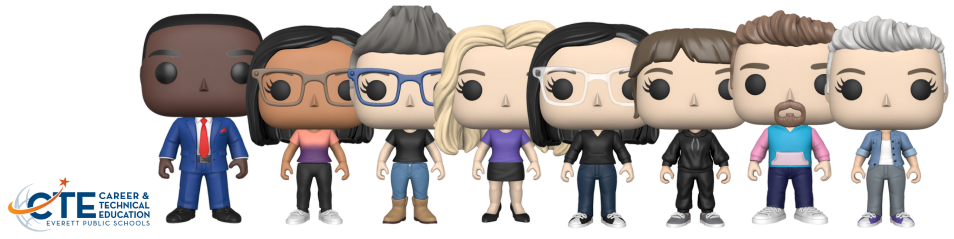 CTE CAREER &
TECHNICAL
EDUCATION
EVERETT PUBLIC SCHOOLS